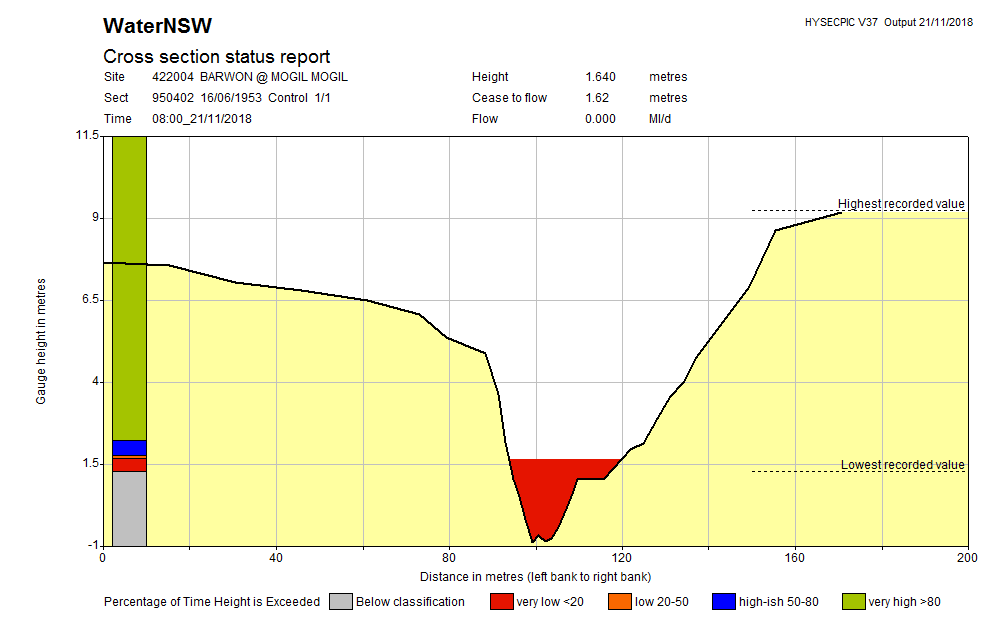 WaterNSW
HYSECPIC V37 Output 21/11/2018
Cross section status report
Site 422004 BARWON @ MOGIL MOGIL Height 1.640 metres
Sect 950402 16/06/1953 Control 1/1 Cease to flow 1.62 metres
Time 08:00_21/11/2018 Flow 0.000 Ml/d
11.5
Highest recorded value
9
6.5
Gauge height in metres
4
1.5
Lowest recorded value
-1
0 40 80 120 160 200
Distance in metres (left bank to right bank)
Percentage of Time Height is Exceeded Below classification very low <20 low 20-50 high-ish 50-80 very high >80